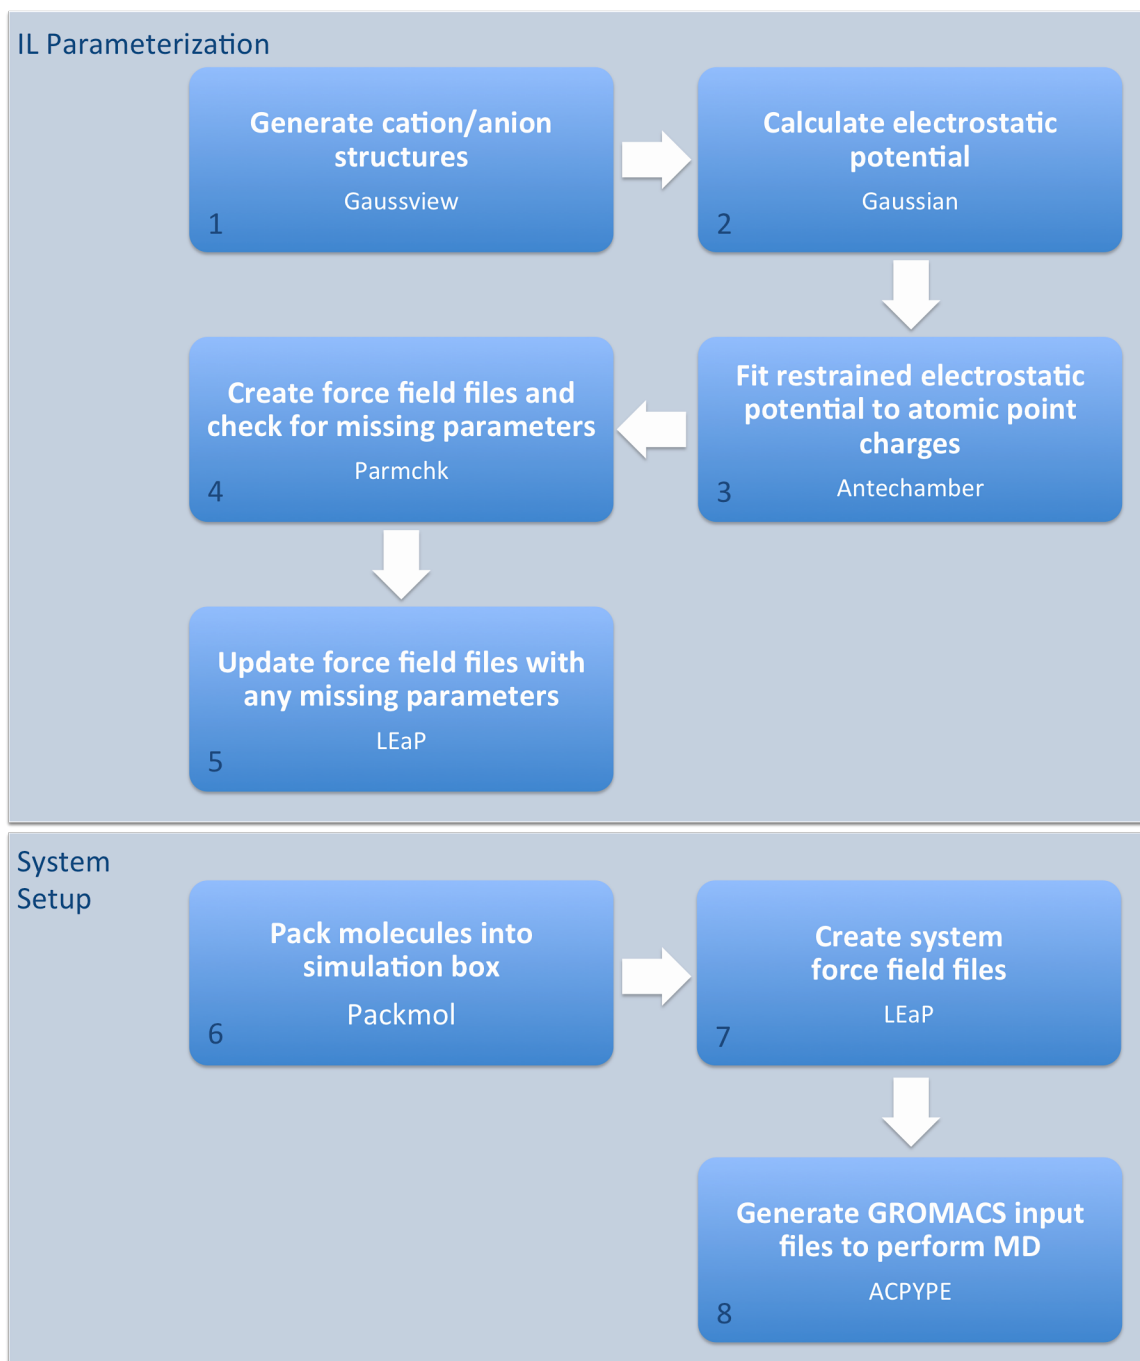 IL Parameterization
Generate cation/anion
structures
Gaussview
1
Calculate electrostatic
potential
Gaussian
2
Fit restrained electrostatic
potential to atomic point
charges
Antechamber
3
Create force field files and
check for missing parameters
Parmchk
4
Update force field files with
any missing parameters
LEaP
5
System
Setup
Pack molecules into
simulation box
Packmol
6
Create system
force field files
LEaP
7
Generate GROMACS input
files to perform MD
ACPYPE
8